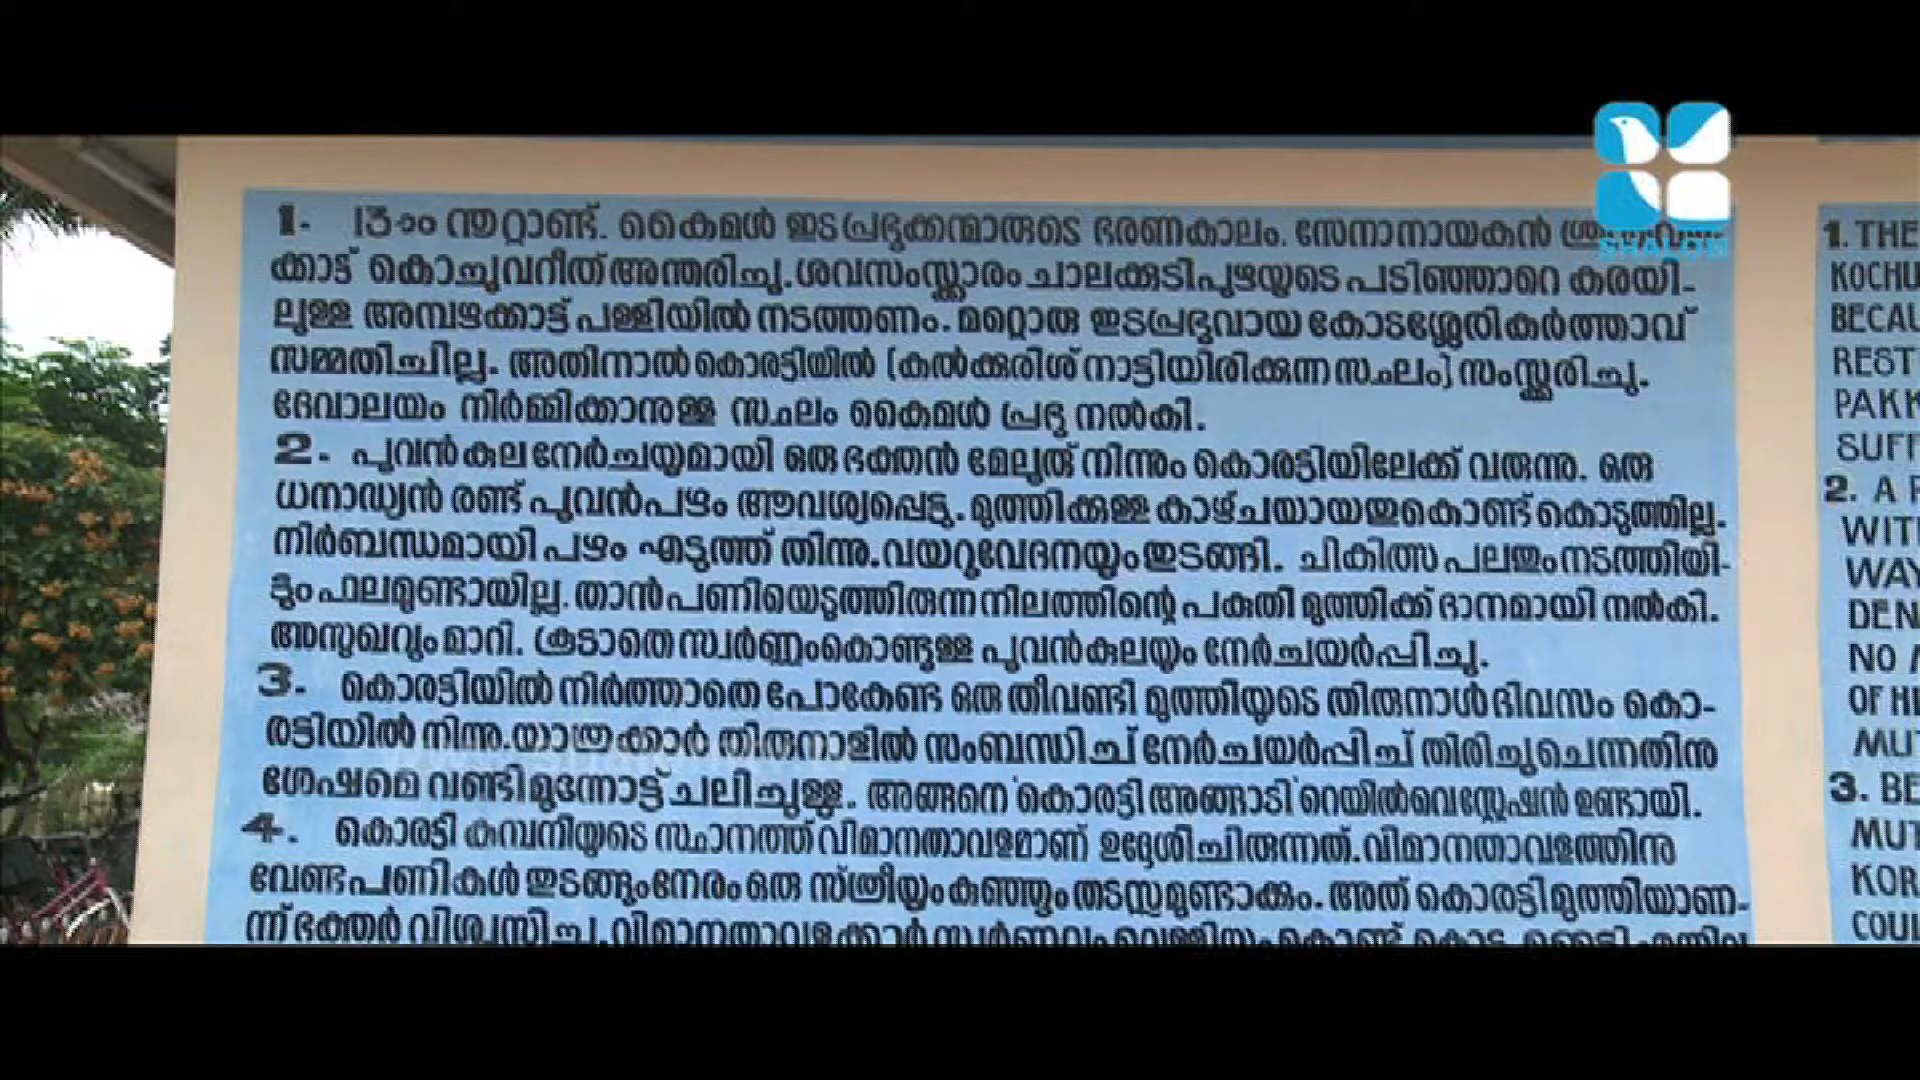 1. 13-ാം നൂറ്റാണ്ട്. കൈമൾ ഇടപ്രഭുക്കന്മാരുടെ ഭരണകാലം. സേനാനായകൻ
ക്കാട്ട് കൊച്ചുവറീത് അന്തരിച്ചു. ശവസംസ്ക്കാരം ചാലക്കുടിപുഴയുടെ പടിഞ്ഞാറെ കരയി-
ലുള്ള അമ്പഴക്കാട്ട് പള്ളിയിൽ നടത്തണം. മറ്റൊരു ഇടപ്രഭുവായ കോടശ്ശേരികർത്താവ്
സമ്മതിച്ചില്ല. അതിനാൽ കൊരട്ടിയിൽ (കൽക്കുരിശ് നാട്ടിയിരിക്കുന്ന സ്ഥലം) സംസ്ക്കരിച്ചു.
ദേവാലയം നിർമ്മിക്കാനുള്ള സ്ഥലം കൈമൾ പ്രഭു നൽകി.
2. പൂവൻകുല നേർച്ചയുമായി ഒരു ഭക്തൻ മേലൂര് നിന്നും കൊരട്ടിയിലേക്ക് വരുന്നു. ഒരു
ധനാഢ്യൻ രണ്ട് പൂവൻപഴം ആവശ്യപ്പെട്ടു. മുത്തിക്കുള്ള കാഴ്ചയായതുകൊണ്ട് കൊടുത്തില്ല.
നിർബന്ധമായി പഴം എടുത്ത് തിന്നു. വയറുവേദനയും തുടങ്ങി. ചികിത്സ പലതും നടത്തിയി-
ട്ടും ഫലമുണ്ടായില്ല. താൻ പണിയെടുത്തിരുന്ന നിലത്തിന്റെ പകുതി മുത്തിക്ക് ദാനമായി നൽകി.
അസുഖവും മാറി. കൂടാതെ സ്വർണ്ണംകൊണ്ടുള്ള പൂവൻകുലയും നേർച്ചയർപ്പിച്ചു.
3. കൊരട്ടിയിൽ നിർത്താതെ പോകേണ്ട ഒരു തീവണ്ടി മുത്തിയുടെ തിരുനാൾ ദിവസം കൊ-
രട്ടിയിൽ നിന്നു. യാത്രക്കാർ തിരുനാളിൽ സംബന്ധിച്ച് നേർച്ചയർപ്പിച്ച് തിരിച്ചുചെന്നതിനു
ശേഷമെ വണ്ടി മുന്നോട്ട് ചലിച്ചുള്ളു. അങ്ങനെ 'കൊരട്ടി അങ്ങാടി' റെയിൽവെസ്റ്റേഷൻ ഉണ്ടായി.
4. കൊരട്ടി കമ്പനിയുടെ സ്ഥാനത്ത് വിമാനതാവളമാണ് ഉദ്ദേശിച്ചിരുന്നത്. വിമാനതാവളത്തിനു
വേണ്ട പണികൾ തുടങ്ങുംനേരം ഒരു സ്ത്രീയും കുഞ്ഞും തടസ്സമുണ്ടാക്കും. അത് കൊരട്ടിമുത്തിയാണ-
ന്ന് ഭക്തർ വിശ്വസിച്ചു. വിമാനതാവളക്കാർ സ്വർണവും വെള്ളിയും കൊണ്ട്
SHALOM
1. THE
KOCHU
BECAU
REST
PAKK
SUFF
2. A
WIT
WAY
DEN
NO
OF HI
MUT
3. BE
MUT
KOR
COUL